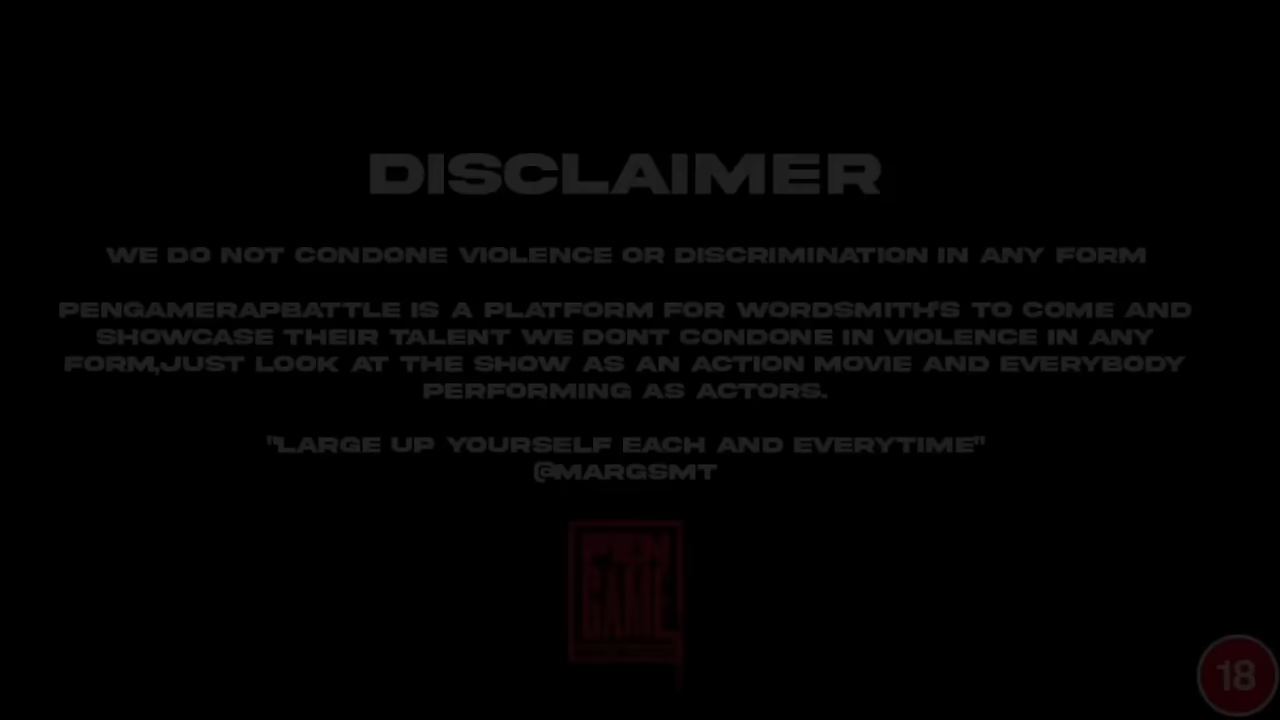 DISCLAIMER
WE DO NOT CONDONE VIOLENCE OR DISCRIMINATION IN ANY FORM
PENGAMERAPBATTLE IS A PLATFORM FOR WORDSMITH'S TO COME AND
SHOWCASE THEIR TALENT WE DONT CONDONE IN VIOLENCE IN ANY
FORM,JUST LOOK AT THE SHOW AS AN ACTION MOVIE AND EVERYBODY
PERFORMING AS ACTORS.
"LARGE UP YOURSELF EACH AND EVERYTIME"
@MARGSMT
PEN
GAME
18